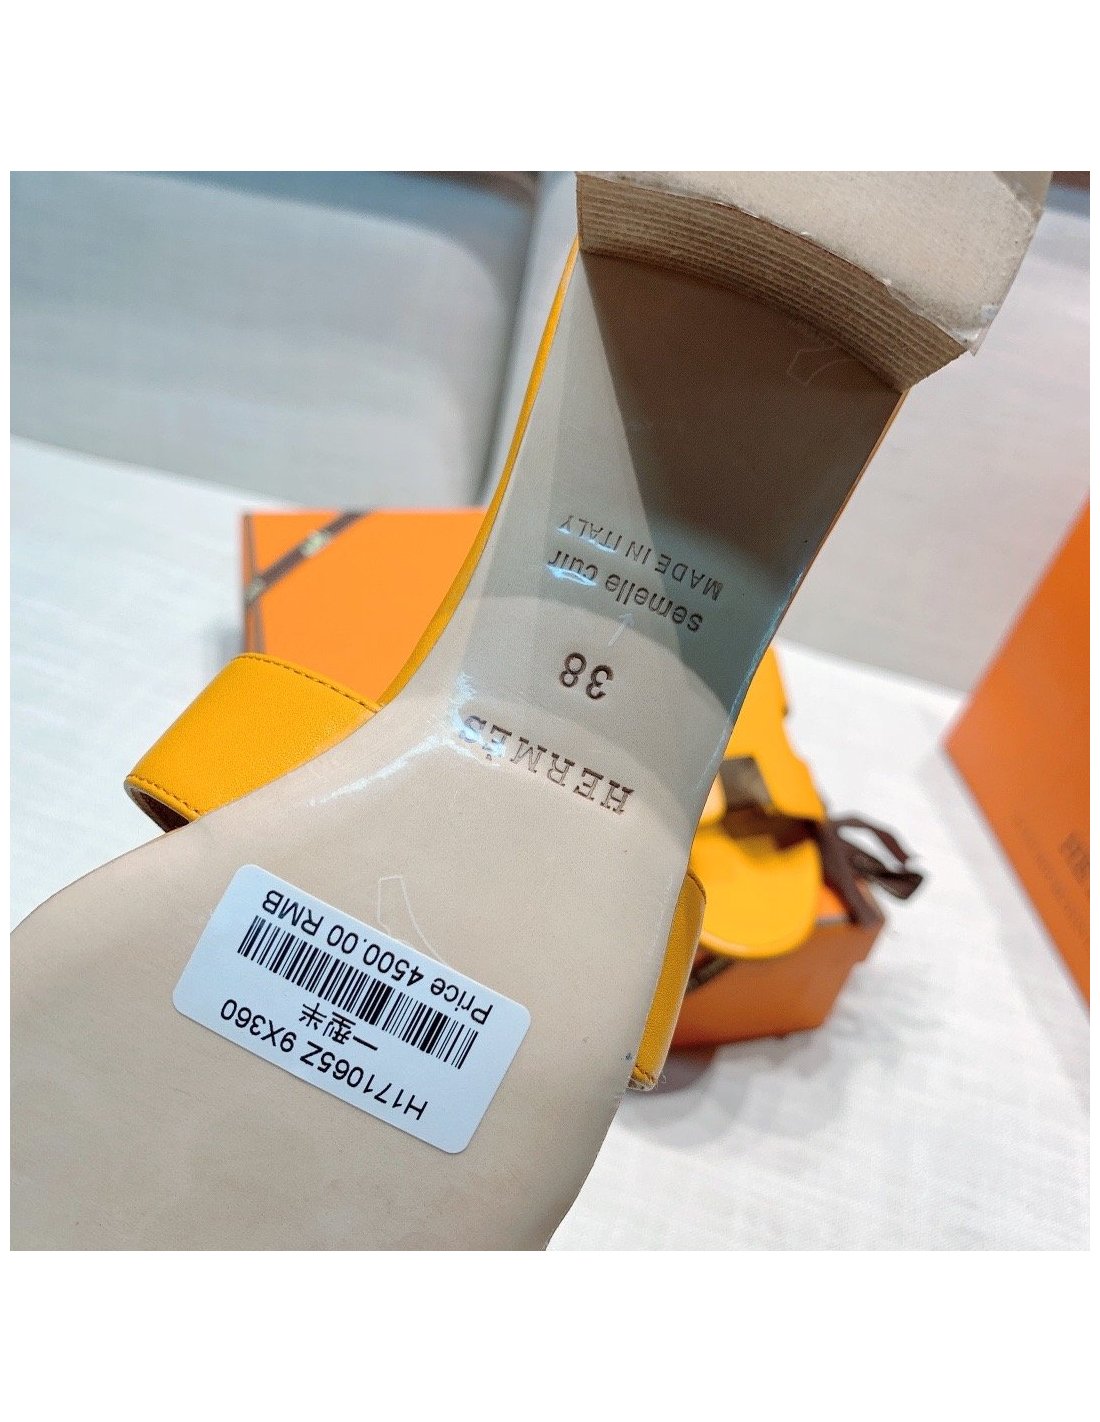 HERMÈS
38
semelle cuir
MADE IN ITALY
H171065Z 9X360
一型半
Price 4500.00 RMB